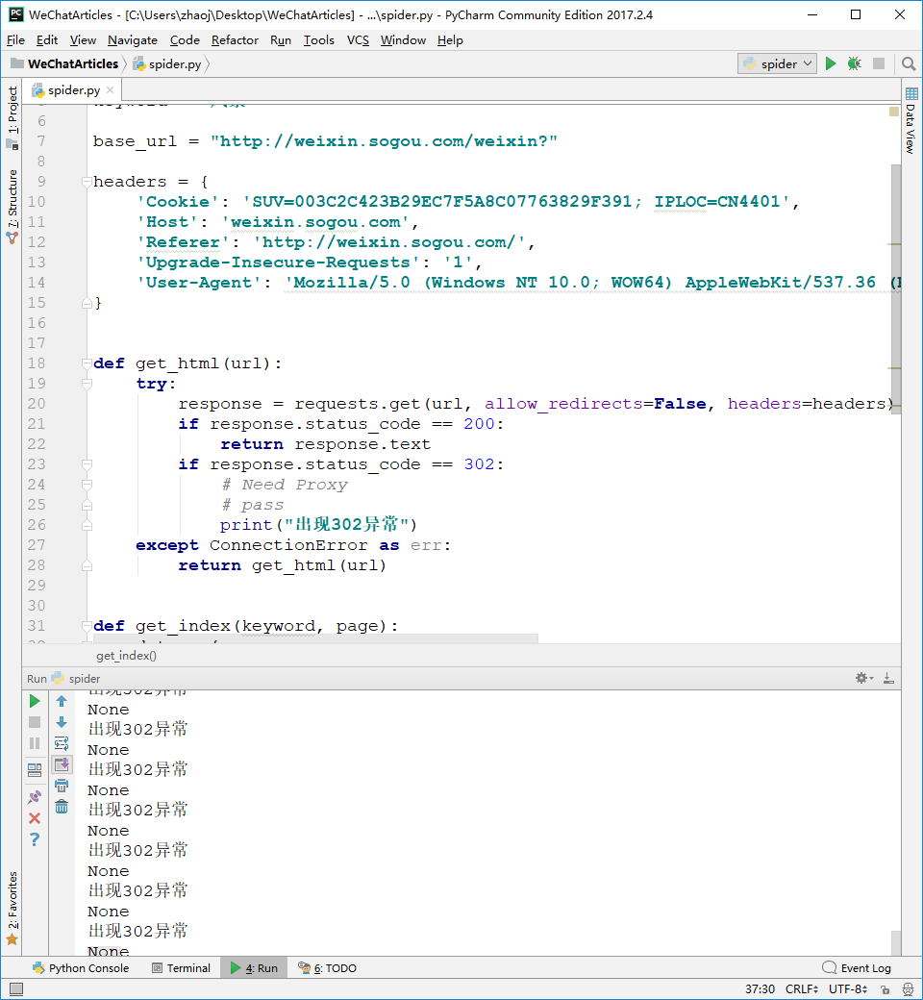 WeChatArticles - [C:\Users\zhaoj\Desktop\WeChatArticles] - ...\spider.py - PyCharm Community Edition 2017.2.4
File Edit View Navigate Code Refactor Run Tools VCS Window Help
WeChatArticles spider.py spider
spider.py
1: Project
7: Structure
2: Favorites
Data View
6
7 base_url = "http://weixin.sogou.com/weixin?"
8
9 headers = {
10 'Cookie': 'SUV=003C2C423B29EC7F5A8C07763829F391; IPLOC=CN4401',
11 'Host': 'weixin.sogou.com',
12 'Referer': 'http://weixin.sogou.com/',
13 'Upgrade-Insecure-Requests': '1',
14 'User-Agent': 'Mozilla/5.0 (Windows NT 10.0; WOW64) AppleWebKit/537.36 (
15 }
16
17
18 def get_html(url):
19 try:
20 response = requests.get(url, allow_redirects=False, headers=headers)
21 if response.status_code == 200:
22 return response.text
23 if response.status_code == 302:
24 # Need Proxy
25 # pass
26 print("出现302异常")
27 except ConnectionError as err:
28 return get_html(url)
29
30
31 def get_index(keyword, page):
get_index()
Run spider
出现302异常
None
出现302异常
None
出现302异常
None
出现302异常
None
出现302异常
None
出现302异常
None
出现302异常
None
Python Console Terminal 4: Run 6: TODO Event Log
37:30 CRLF UTF-8